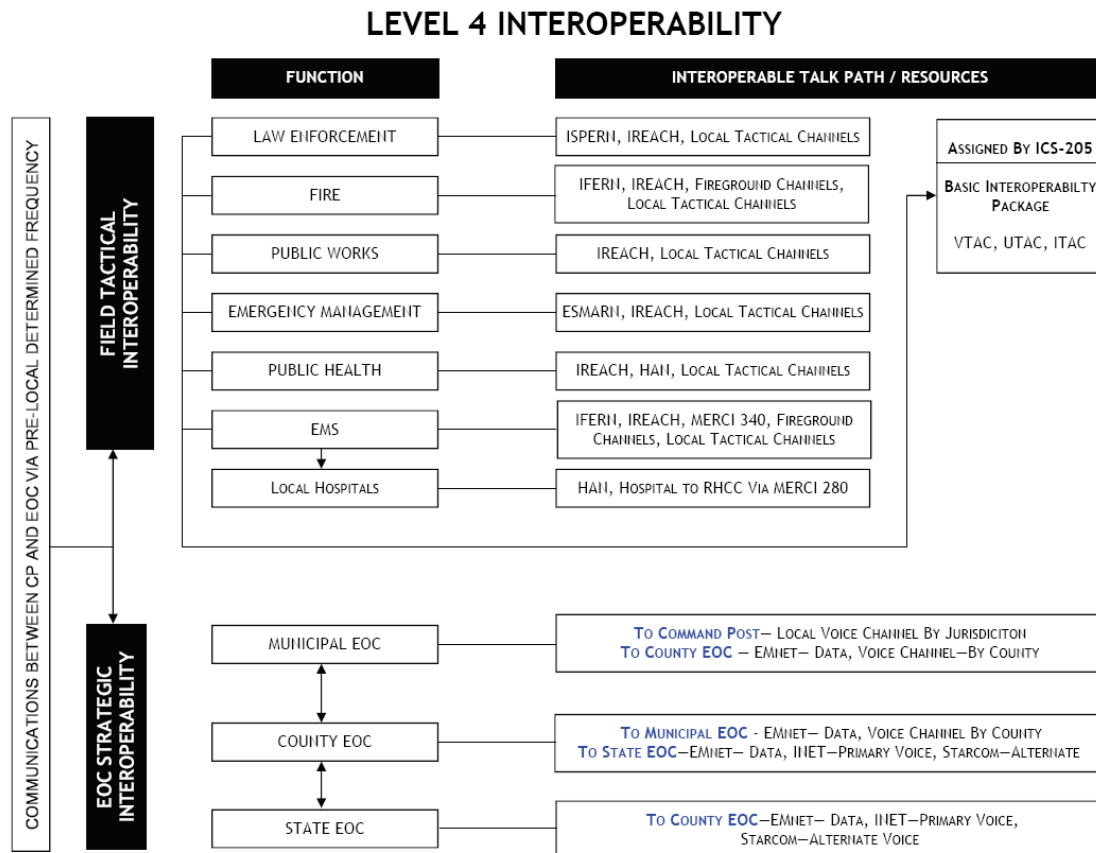 LEVEL 4 INTEROPERABILITY
FUNCTION
INTEROPERABLE TALK PATH / RESOURCES
COMMUNICATIONS BETWEEN CP AND EOC VIA PRE-LOCAL DETERMINED FREQUENCY
FIELD TACTICAL
INTEROPERABILITY
LAW ENFORCEMENT
ISPERN, IREACH, LOCAL TACTICAL CHANNELS
FIRE
IFERN, IREACH, FIREGROUND CHANNELS,
LOCAL TACTICAL CHANNELS
PUBLIC WORKS
IREACH, LOCAL TACTICAL CHANNELS
EMERGENCY MANAGEMENT
ESMARN, IREACH, LOCAL TACTICAL CHANNELS
PUBLIC HEALTH
IREACH, HAN, LOCAL TACTICAL CHANNELS
EMS
IFERN, IREACH, MERCI 340, FIREGROUND
CHANNELS, LOCAL TACTICAL CHANNELS
LOCAL HOSPITALS
HAN, HOSPITAL TO RHCC VIA MERCI 280
ASSIGNED BY ICS-205
BASIC INTEROPERABILTY
PACKAGE
VTAC, UTAC, ITAC
EOC STRATEGIC
INTEROPERABILITY
MUNICIPAL EOC
TO COMMAND POST— LOCAL VOICE CHANNEL BY JURISDICITON
TO COUNTY EOC — EMNET— DATA, VOICE CHANNEL—BY COUNTY
COUNTY EOC
TO MUNICIPAL EOC - EMNET— DATA, VOICE CHANNEL BY COUNTY
TO STATE EOC—EMNET— DATA, INET—PRIMARY VOICE, STARCOM—ALTERNATE
STATE EOC
TO COUNTY EOC—EMNET— DATA, INET—PRIMARY VOICE,
STARCOM—ALTERNATE VOICE